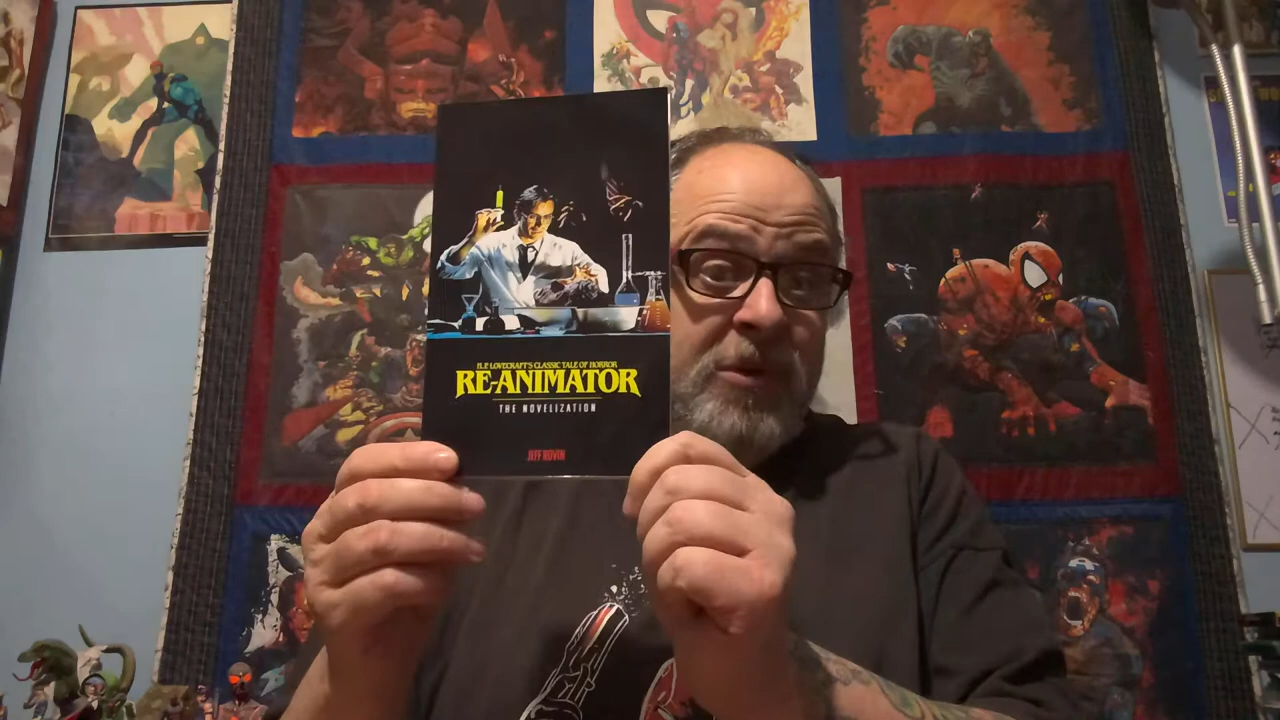 H.P. LOVECRAFT'S CLASSIC TALE OF HORROR
RE-ANIMATOR
THE NOVELIZATION
JEFF ROVIN